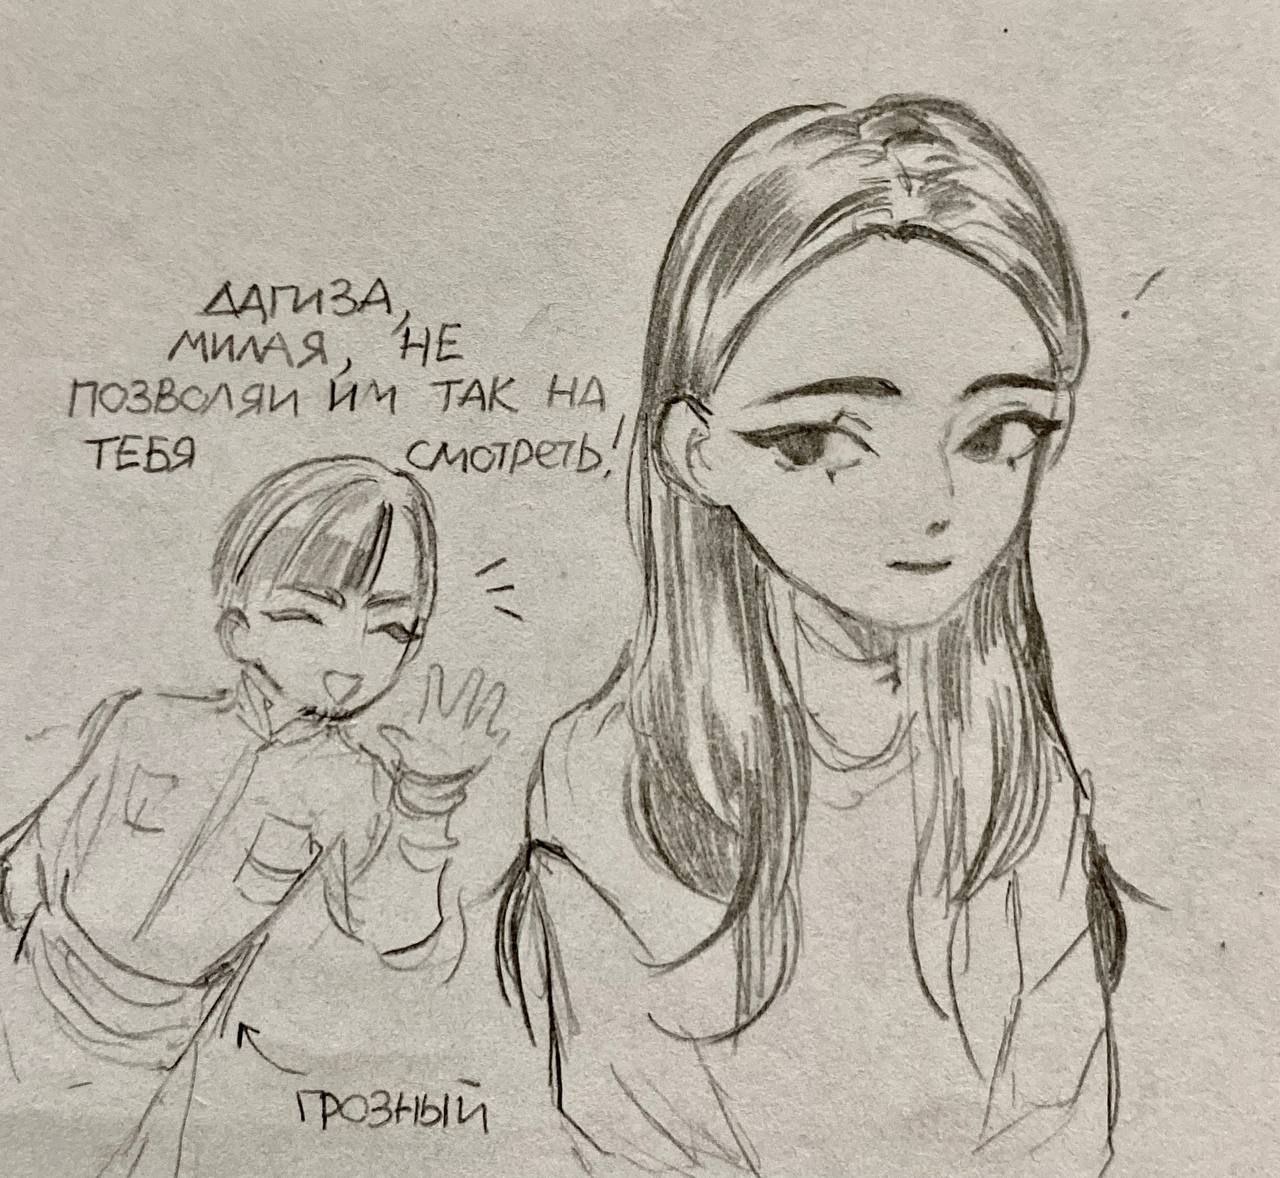 ДАГИЗА,
МИЛАЯ, НЕ
ПОЗВОЛЯЙ ИМ ТАК НА
ТЕБЯ СМОТРЕТЬ!
ГРОЗНЫЙ